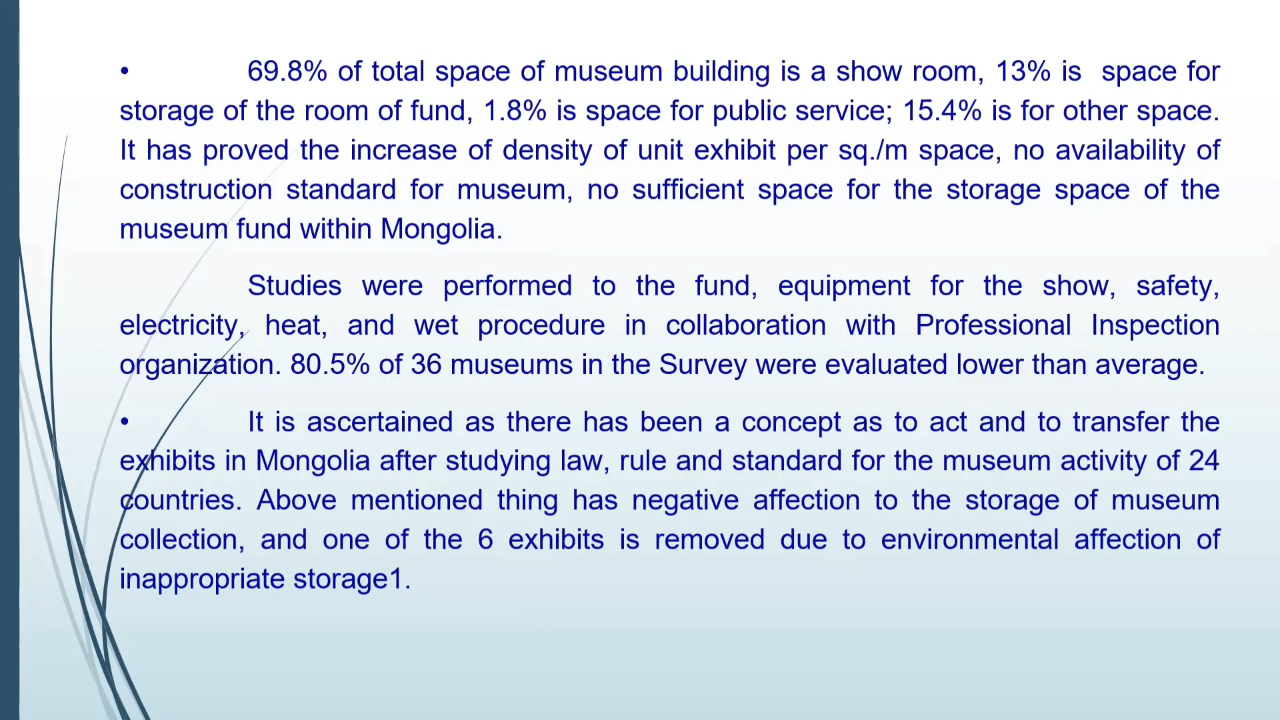 • 69.8% of total space of museum building is a show room, 13% is space for
storage of the room of fund, 1.8% is space for public service; 15.4% is for other space.
It has proved the increase of density of unit exhibit per sq./m space, no availability of
construction standard for museum, no sufficient space for the storage space of the
museum fund within Mongolia.
Studies were performed to the fund, equipment for the show, safety,
electricity, heat, and wet procedure in collaboration with Professional Inspection
organization. 80.5% of 36 museums in the Survey were evaluated lower than average.
• It is ascertained as there has been a concept as to act and to transfer the
exhibits in Mongolia after studying law, rule and standard for the museum activity of 24
countries. Above mentioned thing has negative affection to the storage of museum
collection, and one of the 6 exhibits is removed due to environmental affection of
inappropriate storage1.